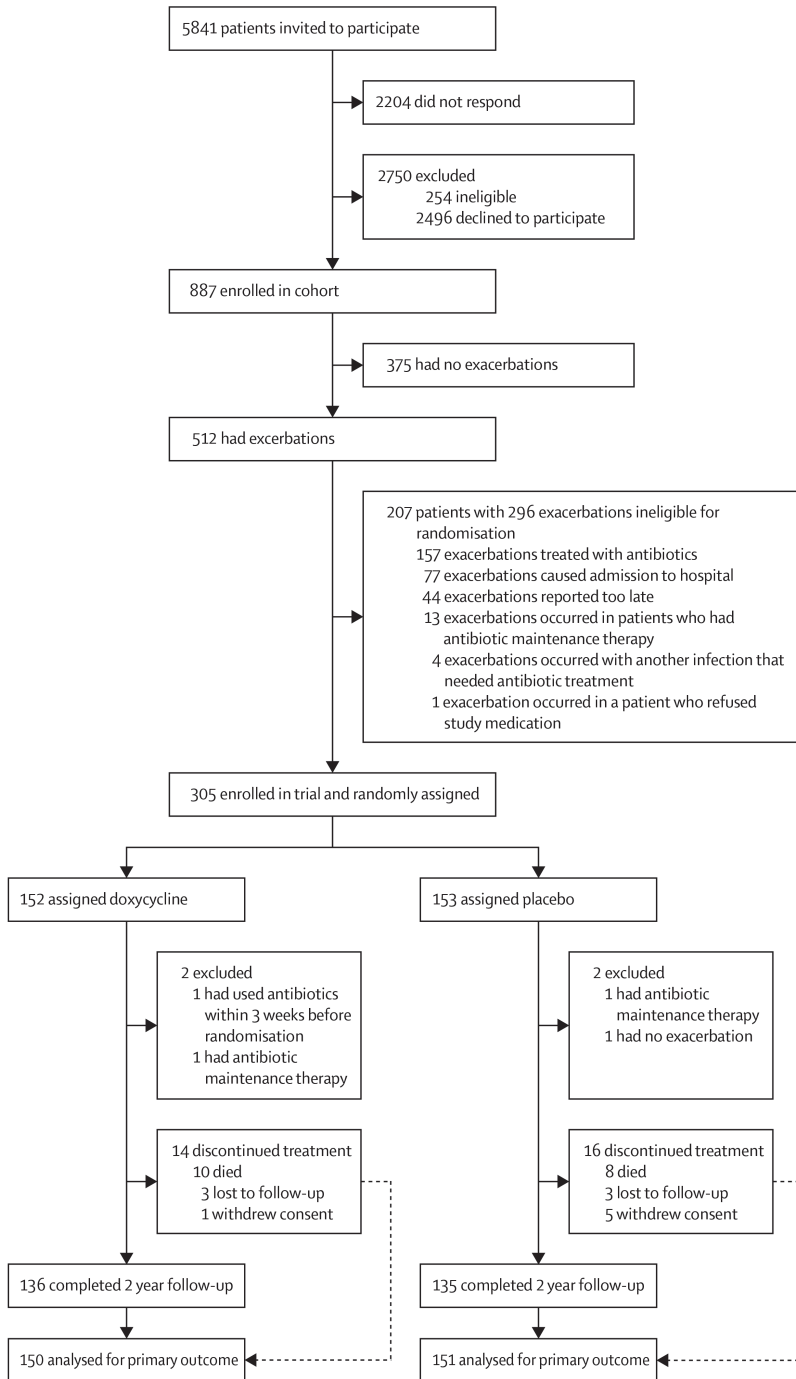 5841 patients invited to participate
2204 did not respond
2750 excluded
254 ineligible
2496 declined to participate
887 enrolled in cohort
375 had no exacerbations
512 had excerbations
207 patients with 296 exacerbations ineligible for
randomisation
157 exacerbations treated with antibiotics
77 exacerbations caused admission to hospital
44 exacerbations reported too late
13 exacerbations occurred in patients who had
antibiotic maintenance therapy
4 exacerbations occurred with another infection that
needed antibiotic treatment
1 exacerbation occurred in a patient who refused
study medication
305 enrolled in trial and randomly assigned
152 assigned doxycycline
2 excluded
1 had used antibiotics
within 3 weeks before
randomisation
1 had antibiotic
maintenance therapy
14 discontinued treatment
10 died
3 lost to follow-up
1 withdrew consent
136 completed 2 year follow-up
150 analysed for primary outcome
153 assigned placebo
2 excluded
1 had antibiotic
maintenance therapy
1 had no exacerbation
16 discontinued treatment
8 died
3 lost to follow-up
5 withdrew consent
135 completed 2 year follow-up
151 analysed for primary outcome